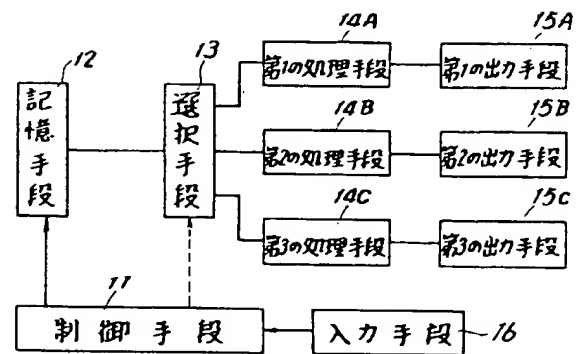 14A
15A
12
13
第1の処理手段
第1の出力手段
記憶手段
選択手段
14B
15B
第2の処理手段
第2の出力手段
14C
15C
第3の処理手段
第3の出力手段
11
制御手段
入力手段
16